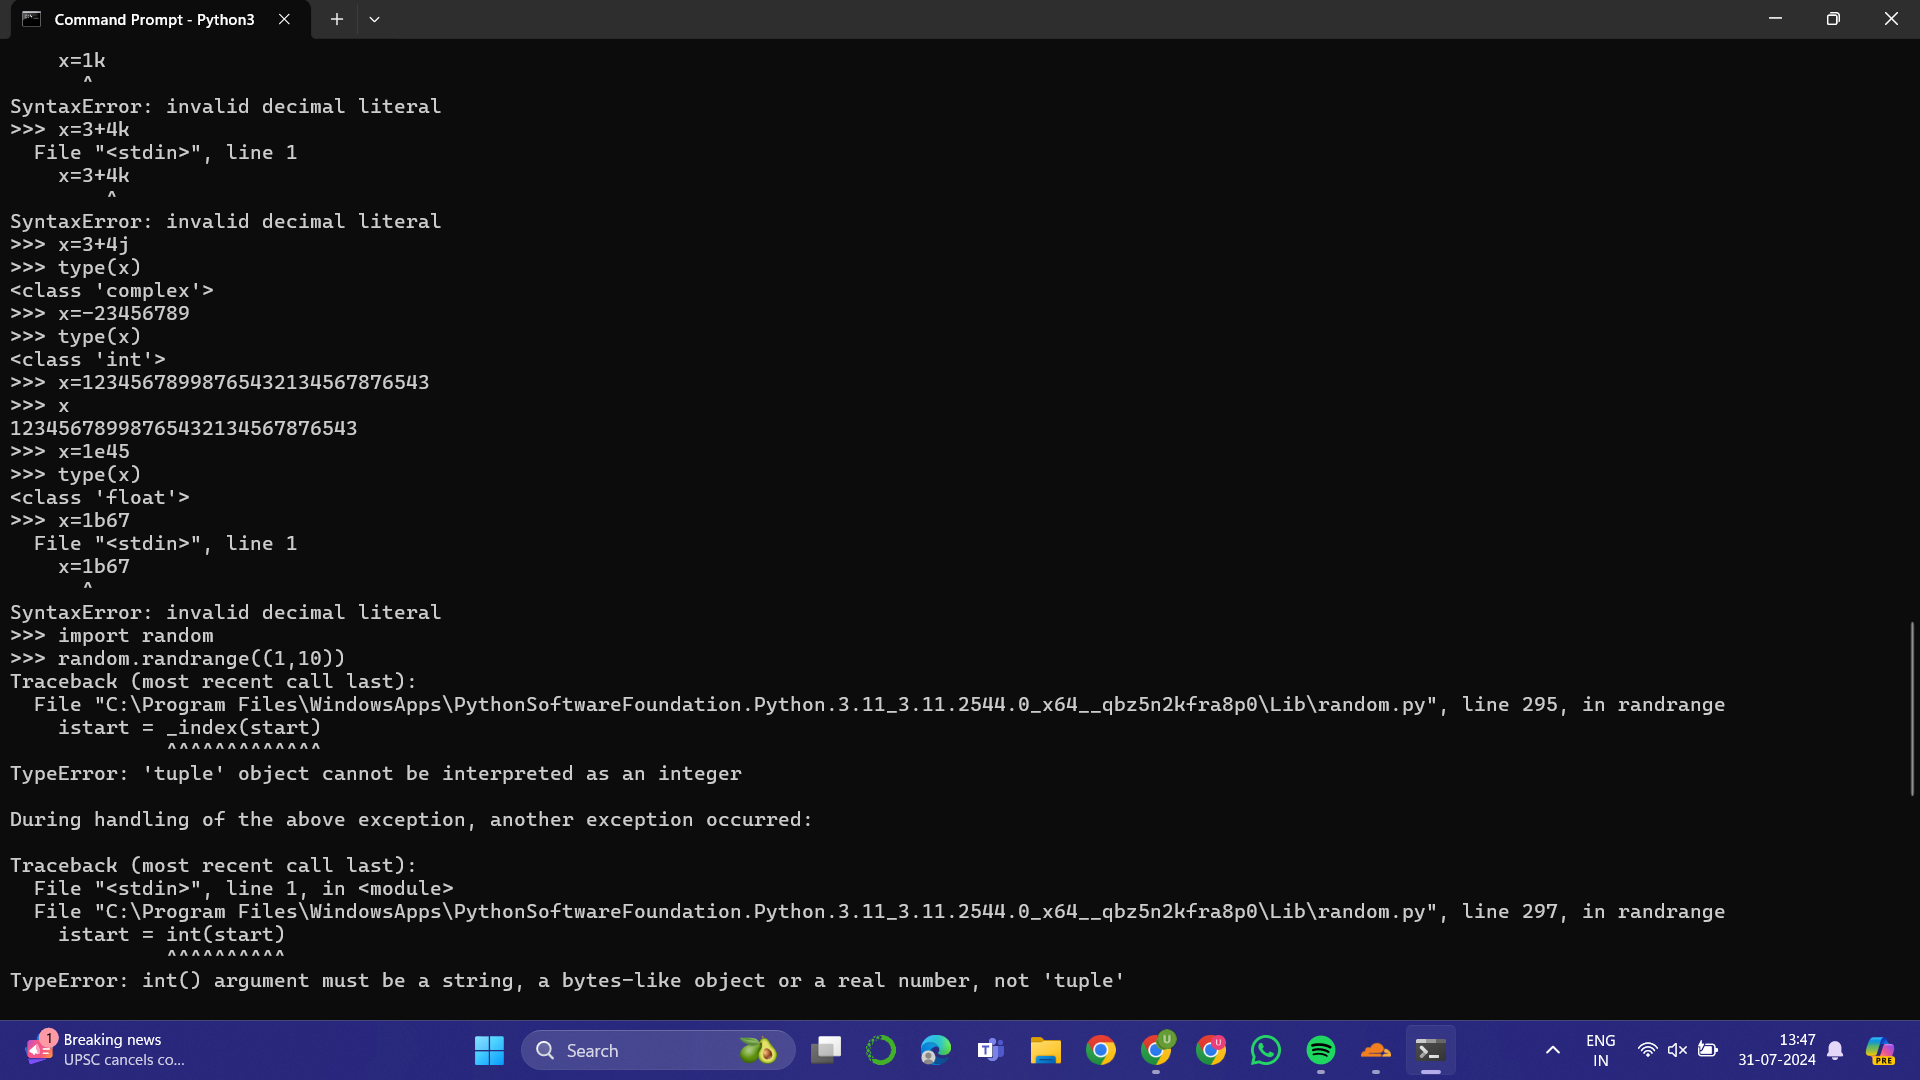 Command Prompt - Python3
    x=1k
      ^
SyntaxError: invalid decimal literal
>>> x=3+4k
  File "<stdin>", line 1
    x=3+4k
        ^
SyntaxError: invalid decimal literal
>>> x=3+4j
>>> type(x)
<class 'complex'>
>>> x=-23456789
>>> type(x)
<class 'int'>
>>> x=12345678998765432134567876543
>>> x
12345678998765432134567876543
>>> x=1e45
>>> type(x)
<class 'float'>
>>> x=1b67
  File "<stdin>", line 1
    x=1b67
      ^
SyntaxError: invalid decimal literal
>>> import random
>>> random.randrange((1,10))
Traceback (most recent call last):
  File "C:\Program Files\WindowsApps\PythonSoftwareFoundation.Python.3.11_3.11.2544.0_x64__qbz5n2kfra8p0\Lib\random.py", line 295, in randrange
    istart = _index(start)
             ^^^^^^^^^^^^^
TypeError: 'tuple' object cannot be interpreted as an integer

During handling of the above exception, another exception occurred:

Traceback (most recent call last):
  File "<stdin>", line 1, in <module>
  File "C:\Program Files\WindowsApps\PythonSoftwareFoundation.Python.3.11_3.11.2544.0_x64__qbz5n2kfra8p0\Lib\random.py", line 297, in randrange
    istart = int(start)
             ^^^^^^^^^^
TypeError: int() argument must be a string, a bytes-like object or a real number, not 'tuple'
1
Breaking news
UPSC cancels co...
Search
T
U
U
ENG
IN
13:47
31-07-2024
PRE